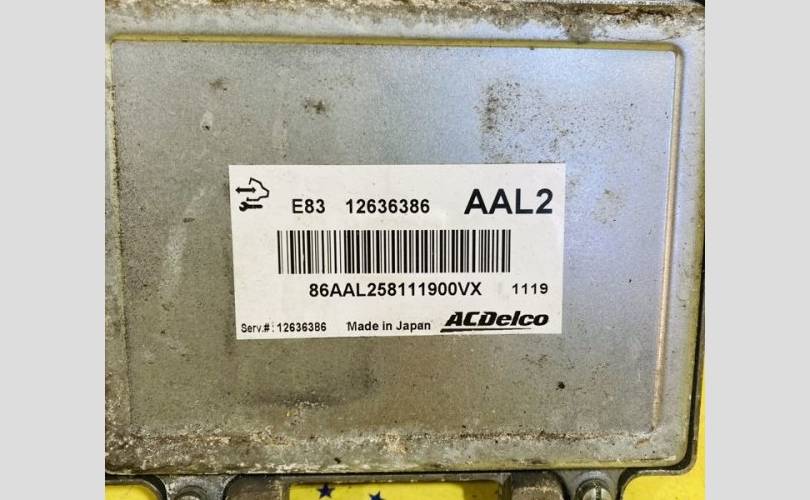 E83 12636386 AAL2
86AAL258111900VX 1119
Serv.#: 12636386 Made in Japan ACDelco